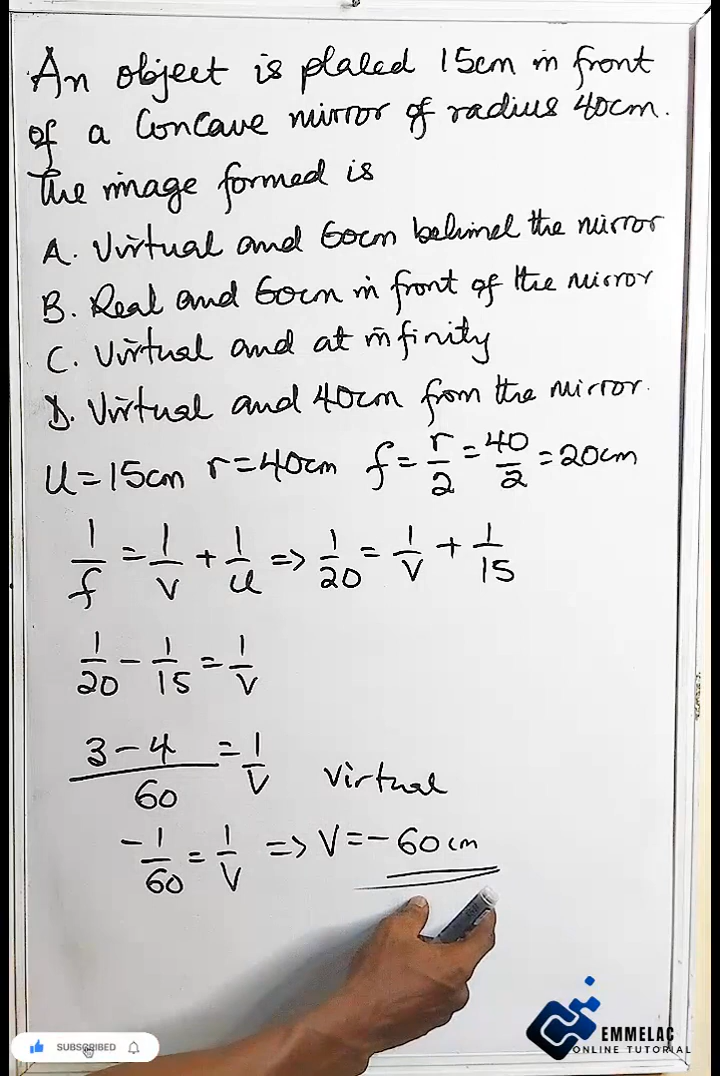 An object is placed 15cm in front
of a Concave mirror of radius 40cm.
The image formed is
A. Virtual and 60cm behind the mirror
B. Real and 60cm in front of the mirror
C. Virtual and at infinity
D. Virtual and 40cm from the mirror.
u=15cm r=40cm f=r/2=40/2=20cm
1/f=1/v+1/u=>1/20=1/v+1/15
1/20-1/15=1/v
3-4/60=1/v Virtual
-1/60=1/v=>V=-60cm
SUBSCRIBED
EMMELAC
ONLINE TUTORIAL